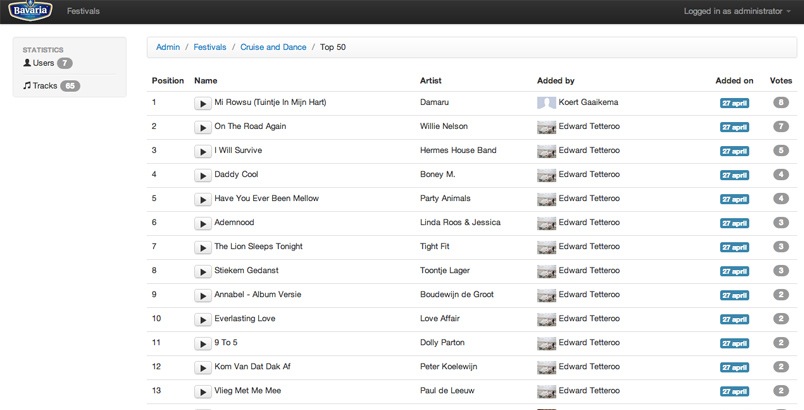 Bavaria Festivals Logged in as administrator
STATISTICS
Users 7
Tracks 65
Admin / Festivals / Cruise and Dance / Top 50
Position Name Artist Added by Added on Votes
1 Mi Rowsu (Tuintje In Mijn Hart) Damaru Koert Gaaikema 27 april 8
2 On The Road Again Willie Nelson Edward Tetteroo 27 april 7
3 I Will Survive Hermes House Band Edward Tetteroo 27 april 5
4 Daddy Cool Boney M. Edward Tetteroo 27 april 4
5 Have You Ever Been Mellow Party Animals Edward Tetteroo 27 april 4
6 Ademnood Linda Roos & Jessica Edward Tetteroo 27 april 3
7 The Lion Sleeps Tonight Tight Fit Edward Tetteroo 27 april 3
8 Stiekem Gedanst Toontje Lager Edward Tetteroo 27 april 3
9 Annabel - Album Versie Boudewijn de Groot Edward Tetteroo 27 april 2
10 Everlasting Love Love Affair Edward Tetteroo 27 april 2
11 9 To 5 Dolly Parton Edward Tetteroo 27 april 2
12 Kom Van Dat Dak Af Peter Koelewijn Edward Tetteroo 27 april 2
13 Vlieg Met Me Mee Paul de Leeuw Edward Tetteroo 27 april 2